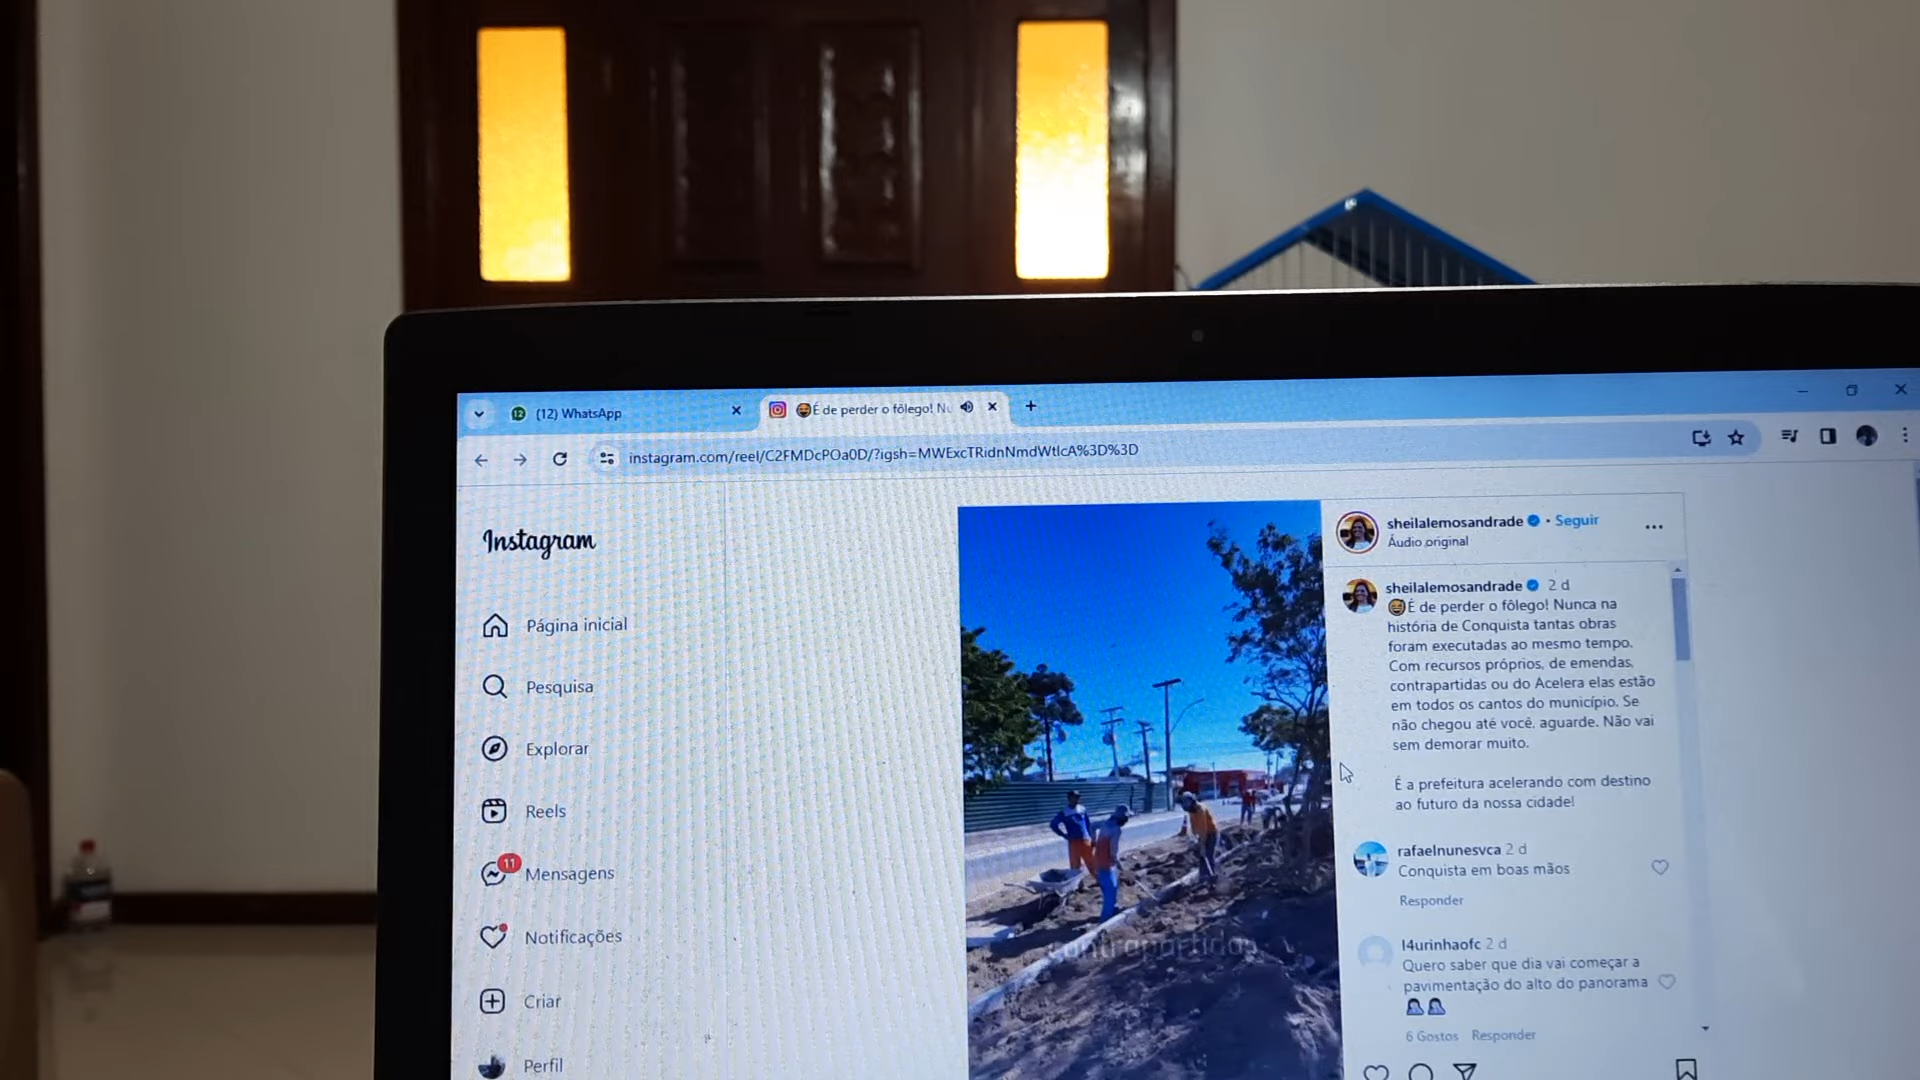 12 (12) WhatsApp
É de perder o fôlego! Nu
instagram.com/reel/C2FMDcPOa0D/?igsh=MWExcTRidnNmdWtlcA%3D%3D
Instagram
Página inicial
Pesquisa
Explorar
Reels
11
Mensagens
Notificações
Criar
Perfil
contrapartidas
sheilalemosandrade • Seguir
Áudio original
sheilalemosandrade 2 d
😅É de perder o fôlego! Nunca na
história de Conquista tantas obras
foram executadas ao mesmo tempo.
Com recursos próprios, de emendas,
contrapartidas ou do Acelera elas estão
em todos os cantos do município. Se
não chegou até você, aguarde. Não vai
sem demorar muito.
É a prefeitura acelerando com destino
ao futuro da nossa cidade!
rafaelnunesvca 2 d
Conquista em boas mãos
Responder
l4urinhaofc 2 d
Quero saber que dia vai começar a
pavimentação do alto do panorama
6 Gostos Responder